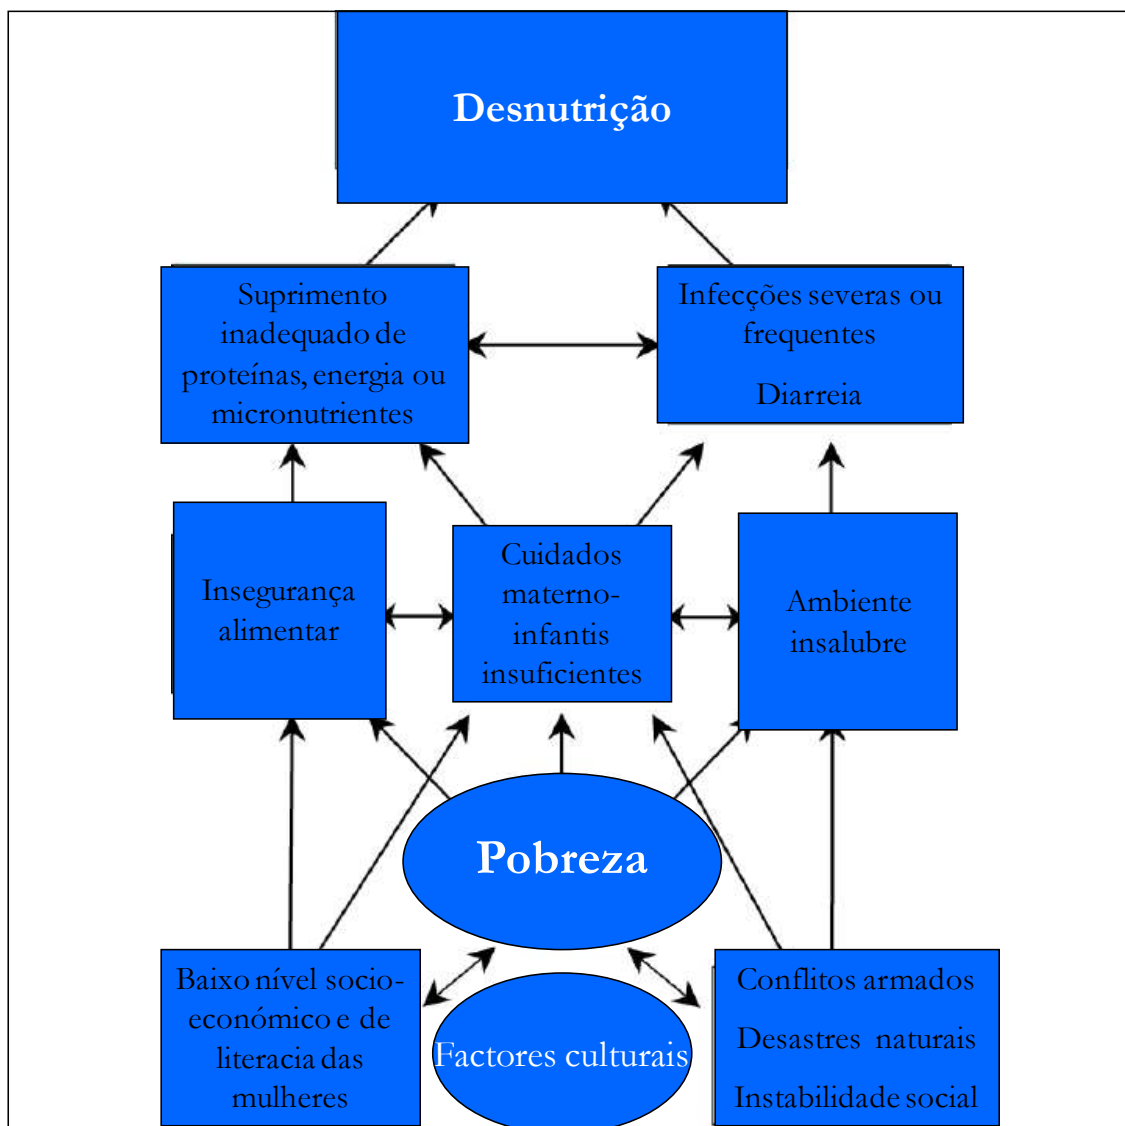 Desnutrição
Suprimento
inadequado de
proteínas, energia ou
micronutrientes
Infecções severas ou
frequentes
Diarreia
Insegurança
alimentar
Cuidados
materno-
infantis
insuficientes
Ambiente
insalubre
Pobreza
Baixo nível socio-
económico e de
literacia das
mulheres
Factores culturais
Conflitos armados
Desastres naturais
Instabilidade social